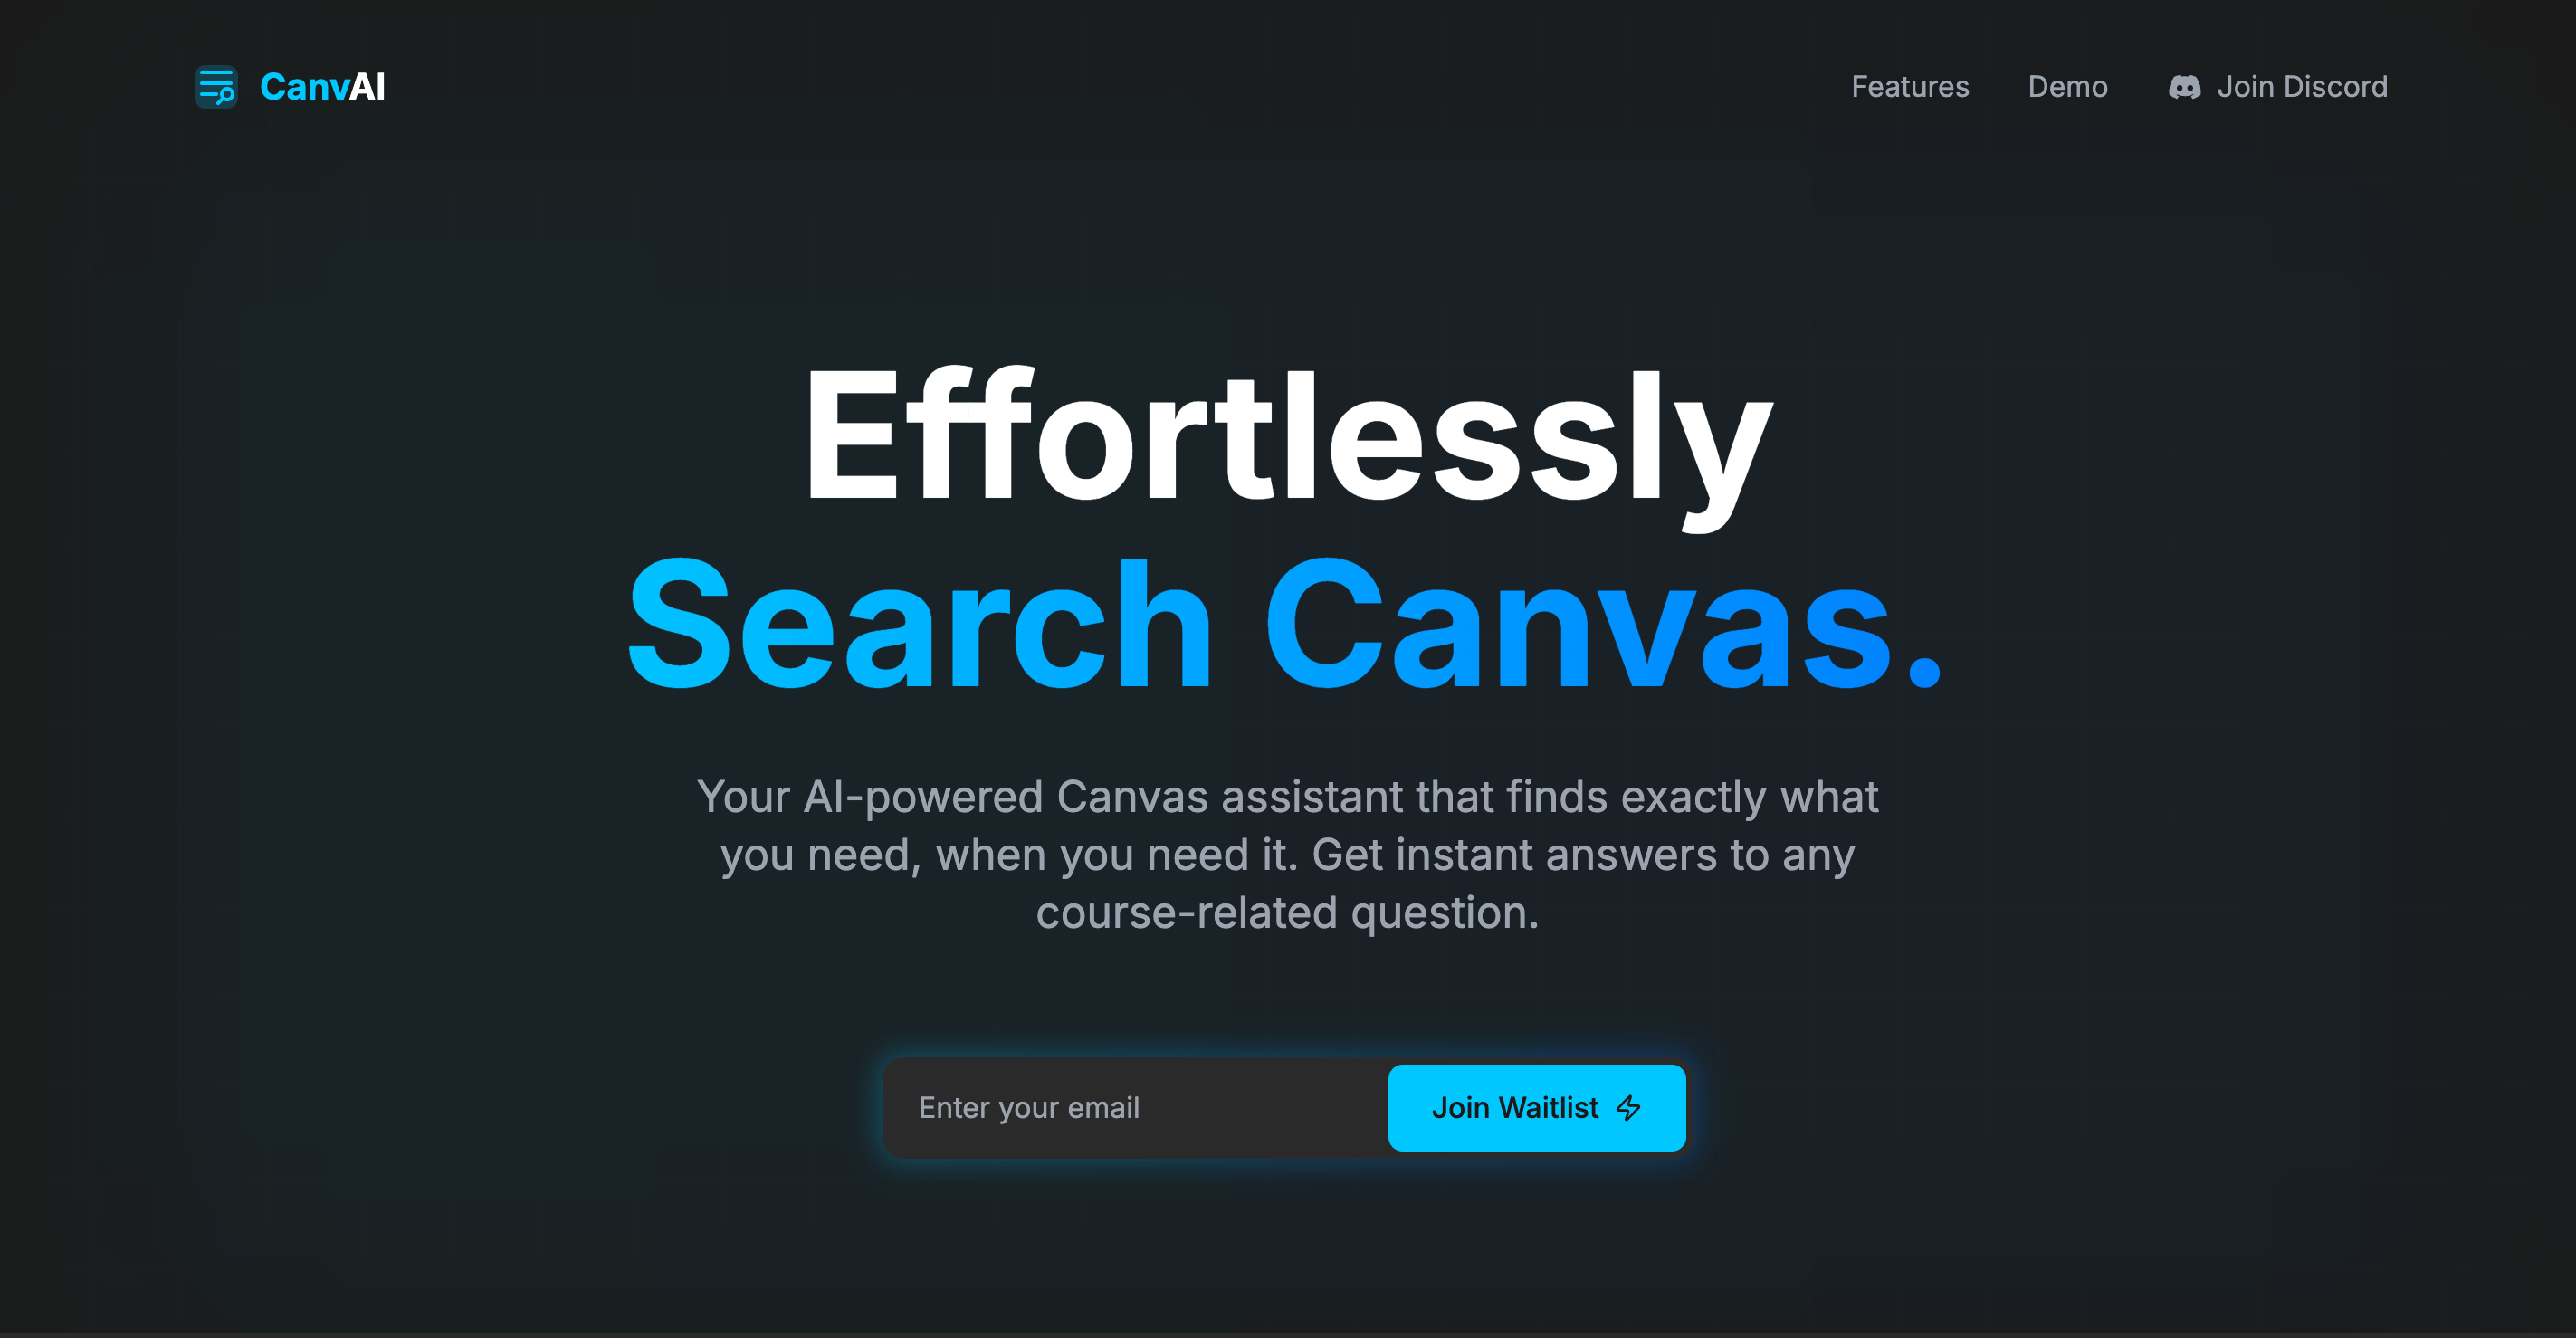 CanvAI
Features
Demo
Join Discord
Effortlessly
Search Canvas.
Your AI-powered Canvas assistant that finds exactly what
you need, when you need it. Get instant answers to any
course-related question.
Enter your email
Join Waitlist